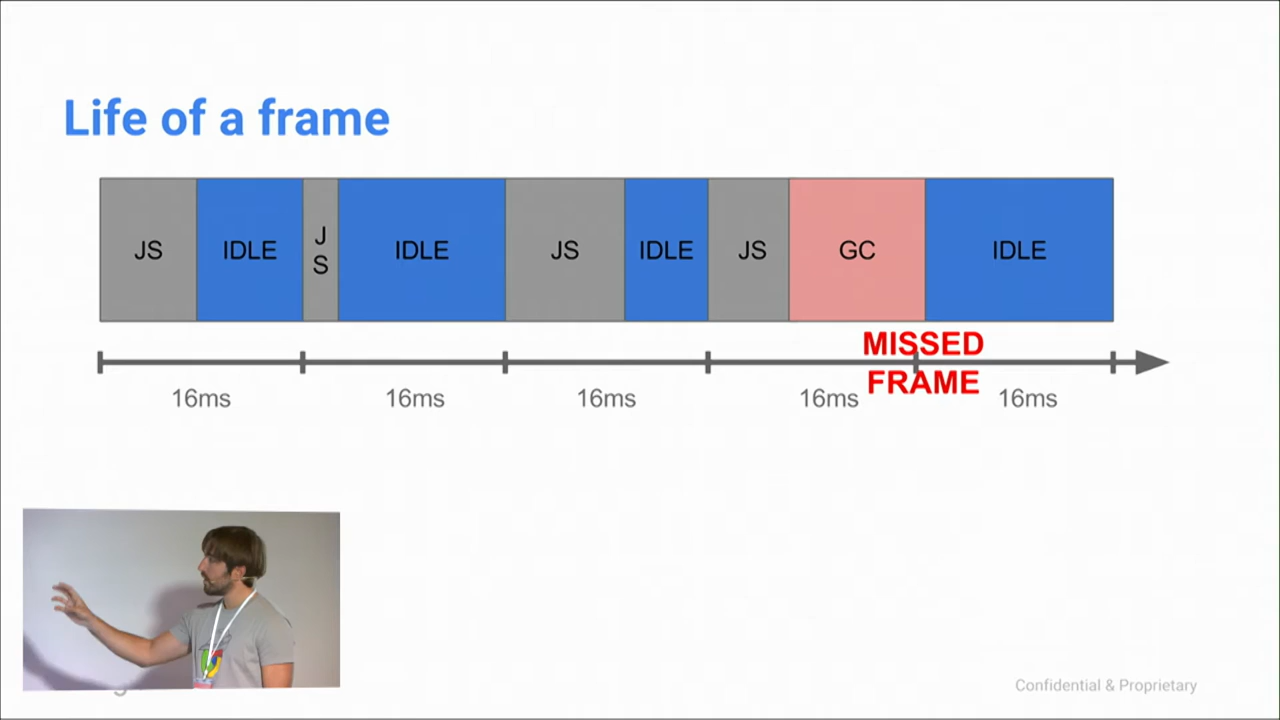 Life of a frame
JS
IDLE
J
S
IDLE
JS
IDLE
JS
GC
IDLE
MISSED
FRAME
16ms
16ms
16ms
16ms
16ms
Confidential & Proprietary